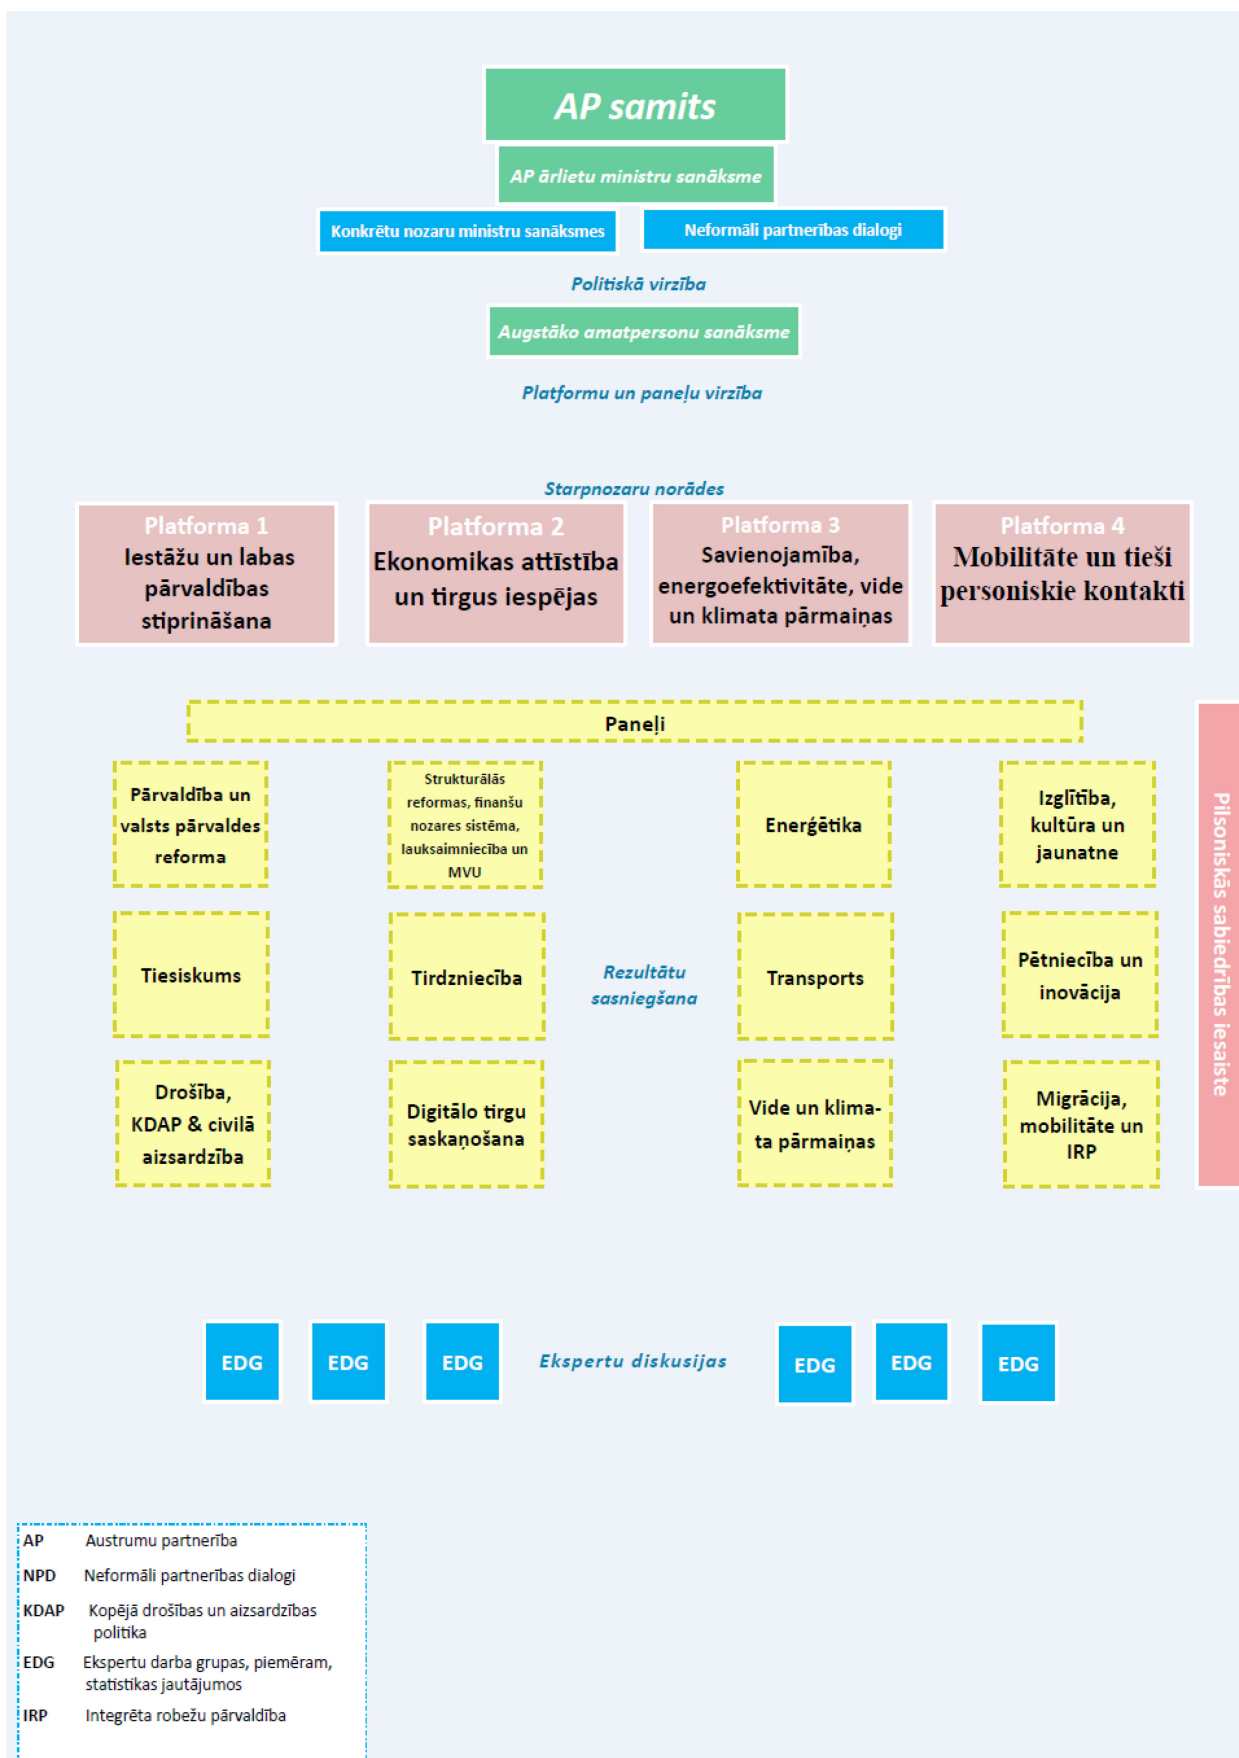 AP samits
AP ārlietu ministru sanāksme
Konkrētu nozaru ministru sanāksmes
Neformāli partnerības dialogi
Politiskā virzība
Augstāko amatpersonu sanāksme
Platformu un paneļu virzība
Starpnozaru norādes
Platforma 1
Iestāžu un labas
pārvaldības
stiprināšana
Platforma 2
Ekonomikas attīstība
un tirgus iespējas
Platforma 3
Savienojamība,
energoefektivitāte, vide
un klimata pārmaiņas
Platforma 4
Mobilitāte un tieši
personiskie kontakti
Paneļi
Pārvaldība un
valsts pārvaldes
reforma
Strukturālās
reformas, finanšu
nozares sistēma,
lauksaimniecība un
MVU
Enerģētika
Izglītība,
kultūra un
jaunatne
Tiesiskums
Tirdzniecība
Rezultātu
sasniegšana
Transports
Pētniecība un
inovācija
Drošība,
KDAP & civilā
aizsardzība
Digitālo tirgu
saskaņošana
Vide un klima-
ta pārmaiņas
Migrācija,
mobilitāte un
IRP
Pilsoniskās sabiedrības iesaiste
EDG
EDG
EDG
Ekspertu diskusijas
EDG
EDG
EDG
AP Austrumu partnerība
NPD Neformāli partnerības dialogi
KDAP Kopējā drošības un aizsardzības
politika
EDG Ekspertu darba grupas, piemēram,
statistikas jautājumos
IRP Integrēta robežu pārvaldība